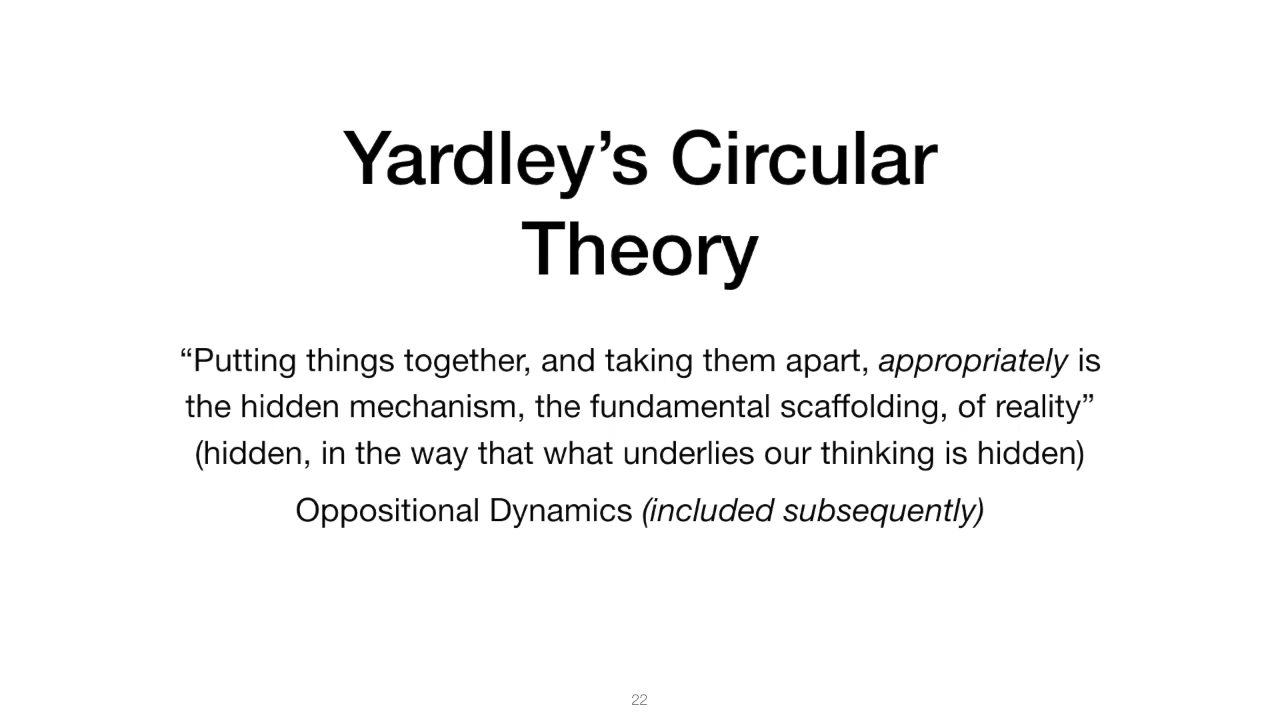 Yardley’s Circular
Theory
“Putting things together, and taking them apart, appropriately is
the hidden mechanism, the fundamental scaffolding, of reality”
(hidden, in the way that what underlies our thinking is hidden)
Oppositional Dynamics (included subsequently)
22